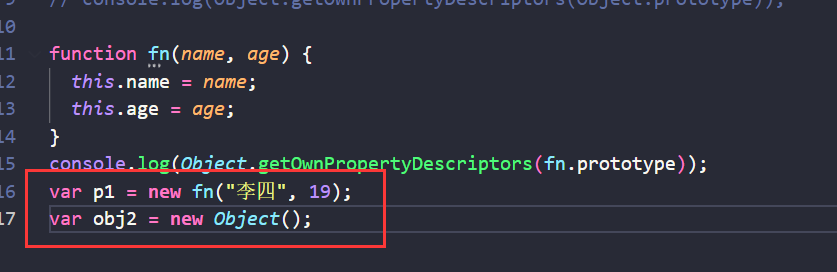 9 // console.log(Object.getOwnPropertyDescriptors(Object.prototype));
10
11 function fn(name, age) {
12 this.name = name;
13 this.age = age;
14 }
15 console.log(Object.getOwnPropertyDescriptors(fn.prototype));
16 var p1 = new fn("李四", 19);
17 var obj2 = new Object();